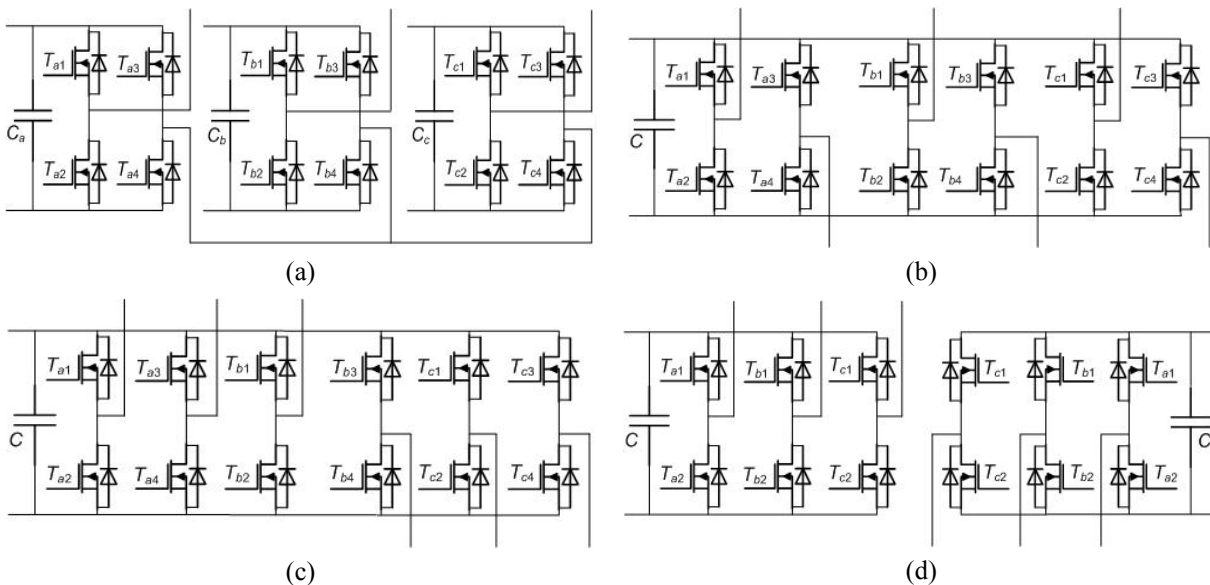 Ta1 Ta3 Tb1 Tb3 Tc1 Tc3
Ca Cb Cc
Ta2 Ta4 Tb2 Tb4 Tc2 Tc4
(a)
Ta1 Ta3 Tb1 Tb3 Tc1 Tc3
C
Ta2 Ta4 Tb2 Tb4 Tc2 Tc4
(b)
Ta1 Ta3 Tb1 Tb3 Tc1 Tc3
C
Ta2 Ta4 Tb2 Tb4 Tc2 Tc4
(c)
Ta1 Tb1 Tc1 Tc1 Tb1 Ta1
C C
Ta2 Tb2 Tc2 Tc2 Tb2 Ta2
(d)